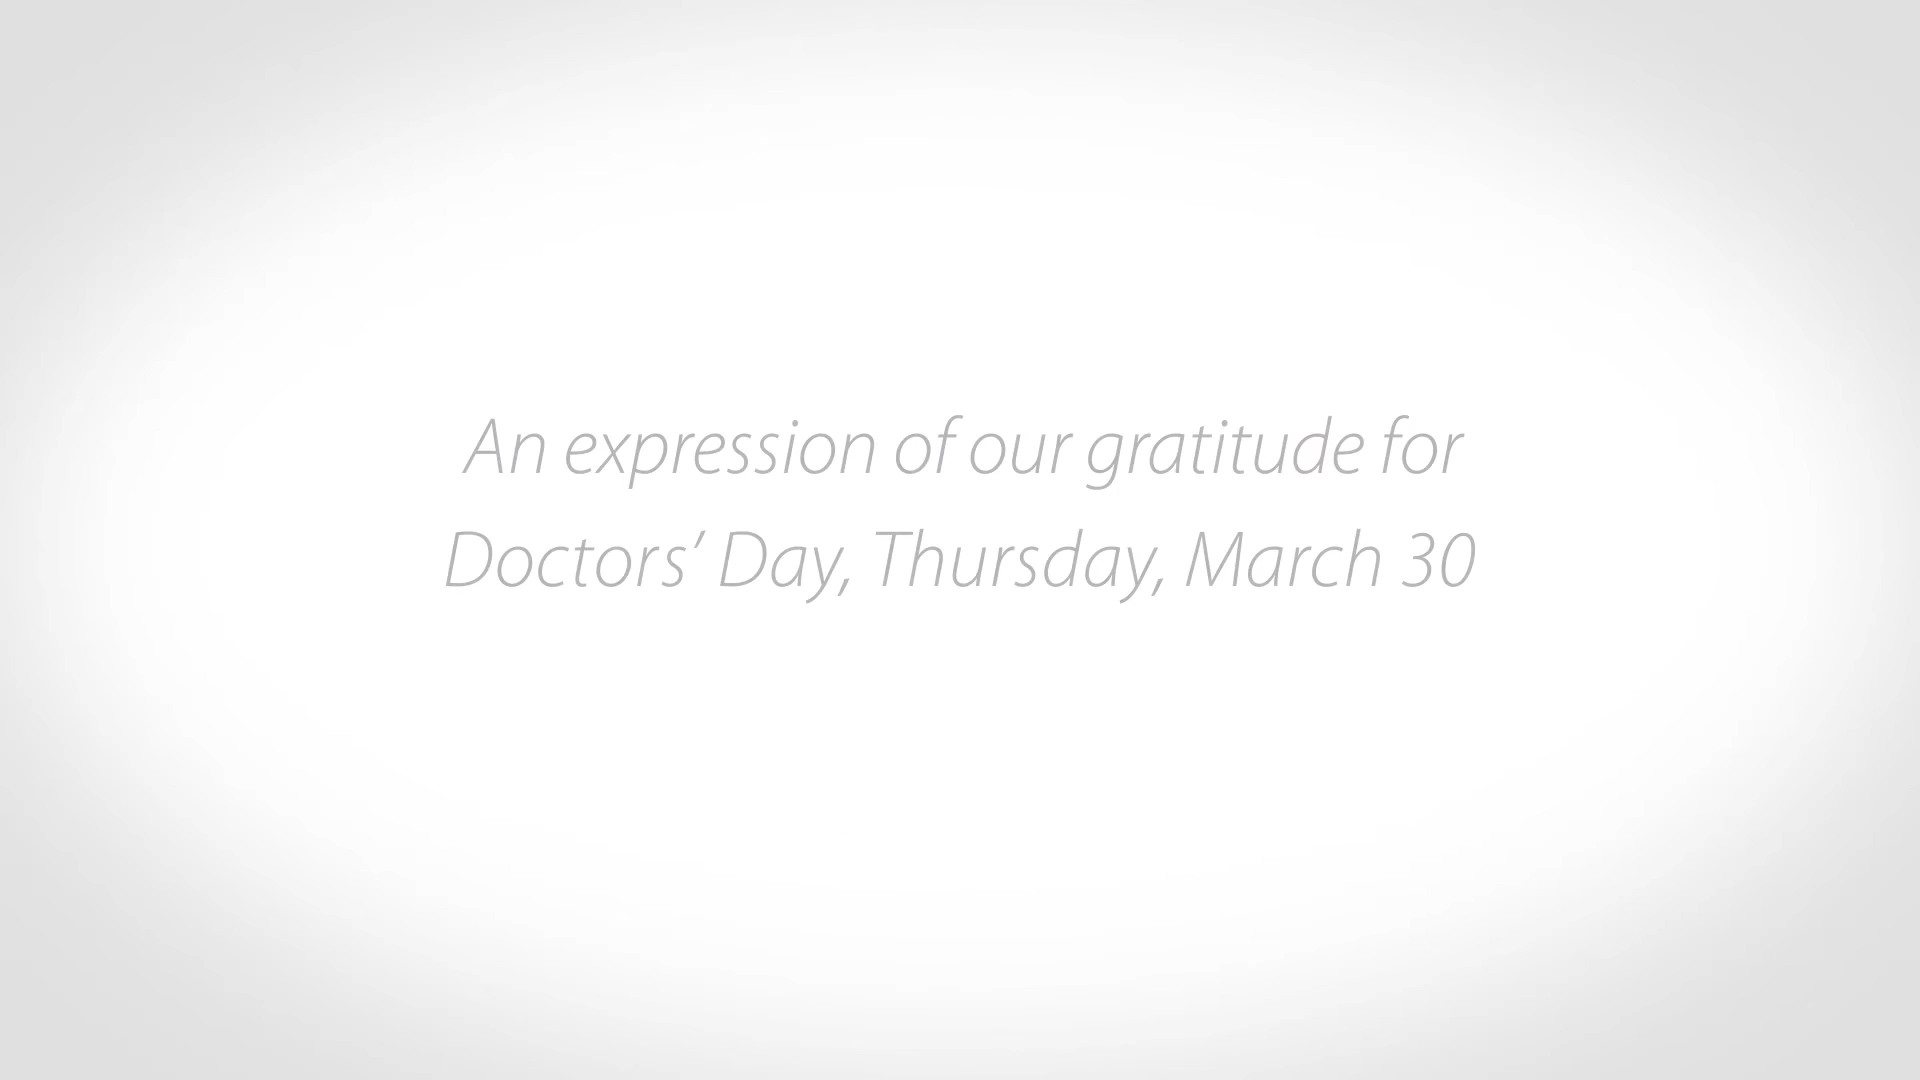 An expression of our gratitude for
Doctors’ Day, Thursday, March 30